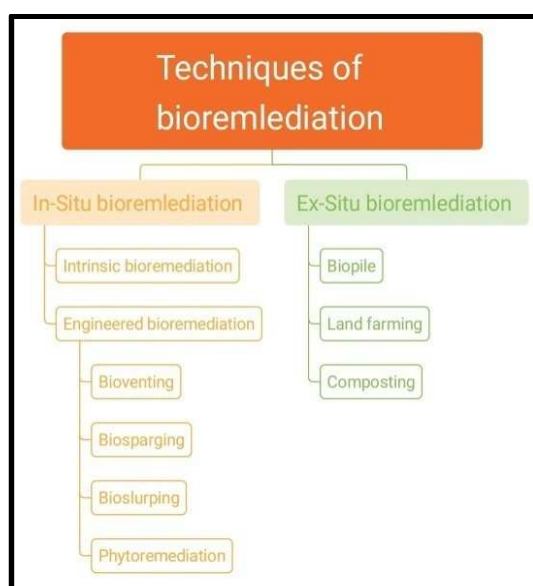 Techniques of
bioremlediation
In-Situ bioremlediation
Ex-Situ bioremlediation
Intrinsic bioremediation
Engineered bioremediation
Bioventing
Biosparging
Bioslurping
Phytoremediation
Biopile
Land farming
Composting